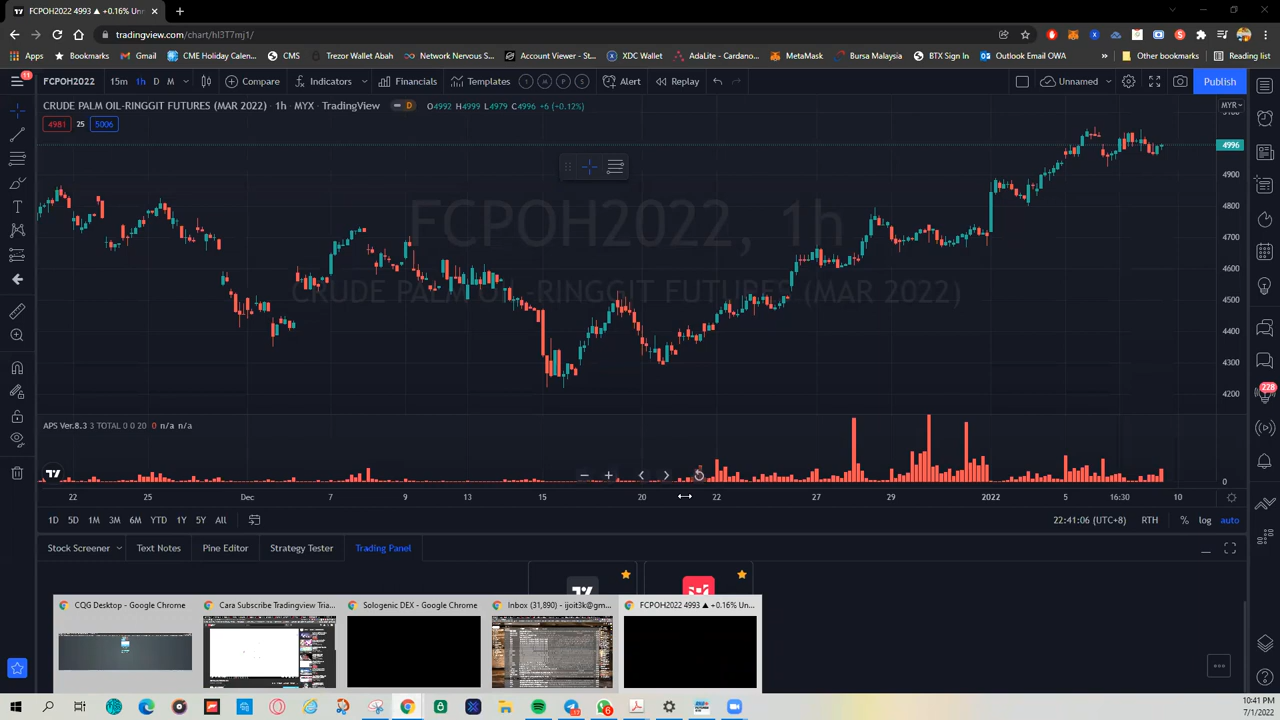 FCPOH2022 4993 ▲ +0.16% Unn...
tradingview.com/chart/hl3T7mj1/
Apps
Bookmarks
Gmail
CME Holiday Calen...
CMS
Trezor Wallet Abah
Network Nervous S...
Account Viewer - St...
XDC Wallet
AdaLite - Cardano...
MetaMask
Bursa Malaysia
BTX Sign In
Outlook Email OWA
»
Other bookmarks
Reading list
11
FCPOH2022
15m
1h
D
M
Compare
Indicators
Financials
Templates
T
M
P
S
Alert
Replay
Unnamed
Publish
CRUDE PALM OIL-RINGGIT FUTURES (MAR 2022) · 1h · MYX · TradingView
D
O4992 H4999 L4979 C4996 +6 (+0.12%)
MYR
4981
25
5006
5100
4996
4900
4800
4700
4600
4500
4400
4300
4200
FCPOH2022, 1h
CRUDE PALM OIL-RINGGIT FUTURES (MAR 2022)
228
APS Ver.8.3 3 TOTAL 0 0 20 0 n/a n/a
0
22
25
Dec
7
9
13
15
20
22
27
29
2022
5
16:30
10
1D
5D
1M
3M
6M
YTD
1Y
5Y
All
22:41:06 (UTC+8)
RTH
%
log
auto
Stock Screener
Text Notes
Pine Editor
Strategy Tester
Trading Panel
CQG Desktop - Google Chrome
Cara Subscribe Tradingview Tria...
Sologenic DEX - Google Chrome
Inbox (31,890) - ijoit3k@gm...
FCPOH2022 4993 ▲ +0.16% Un...
10:41 PM
7/1/2022